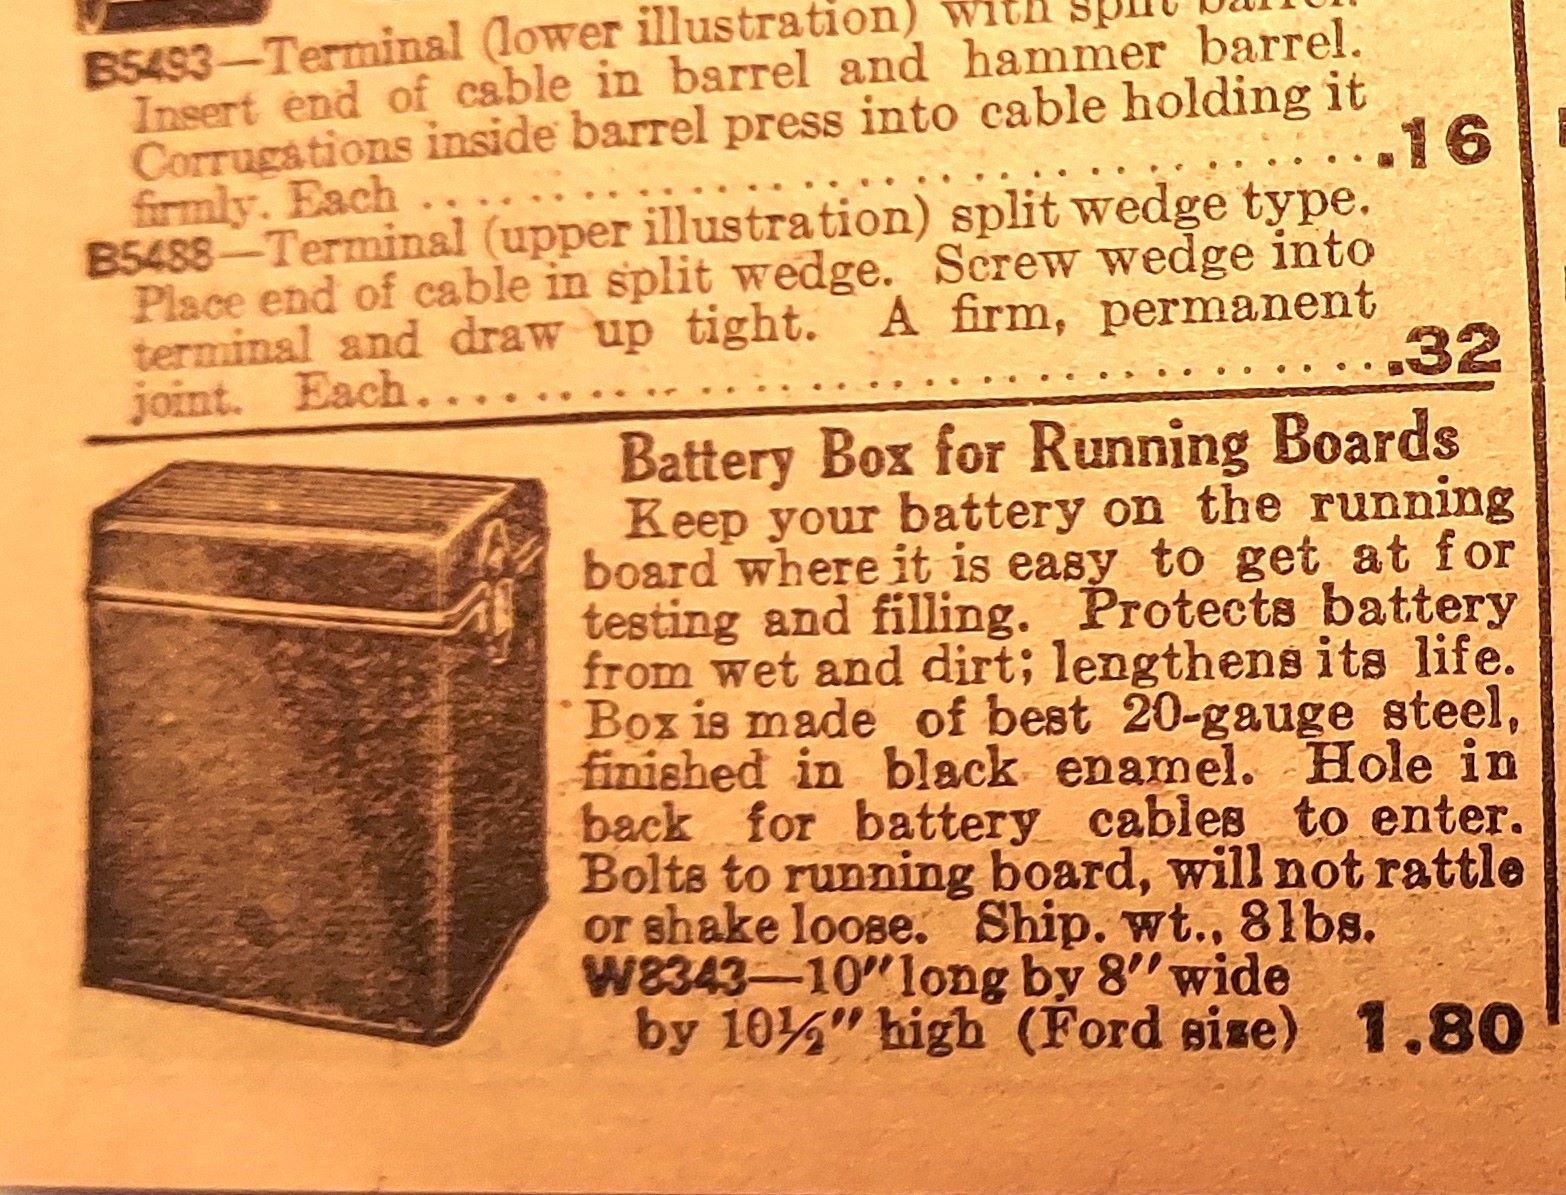 B5493—Terminal (lower illustration) with split barrel.
Insert end of cable in barrel and hammer barrel.
Corrugations inside barrel press into cable holding it
firmly. Each .............................. .16
B5488—Terminal (upper illustration) split wedge type.
Place end of cable in split wedge. Screw wedge into
terminal and draw up tight. A firm, permanent
joint. Each.............................. .32
Battery Box for Running Boards
Keep your battery on the running
board where it is easy to get at for
testing and filling. Protects battery
from wet and dirt; lengthens its life.
Box is made of best 20-gauge steel,
finished in black enamel. Hole in
back for battery cables to enter.
Bolts to running board, will not rattle
or shake loose. Ship. wt., 8 lbs.
W8343—10″ long by 8″ wide
by 10½″ high (Ford size) 1.80